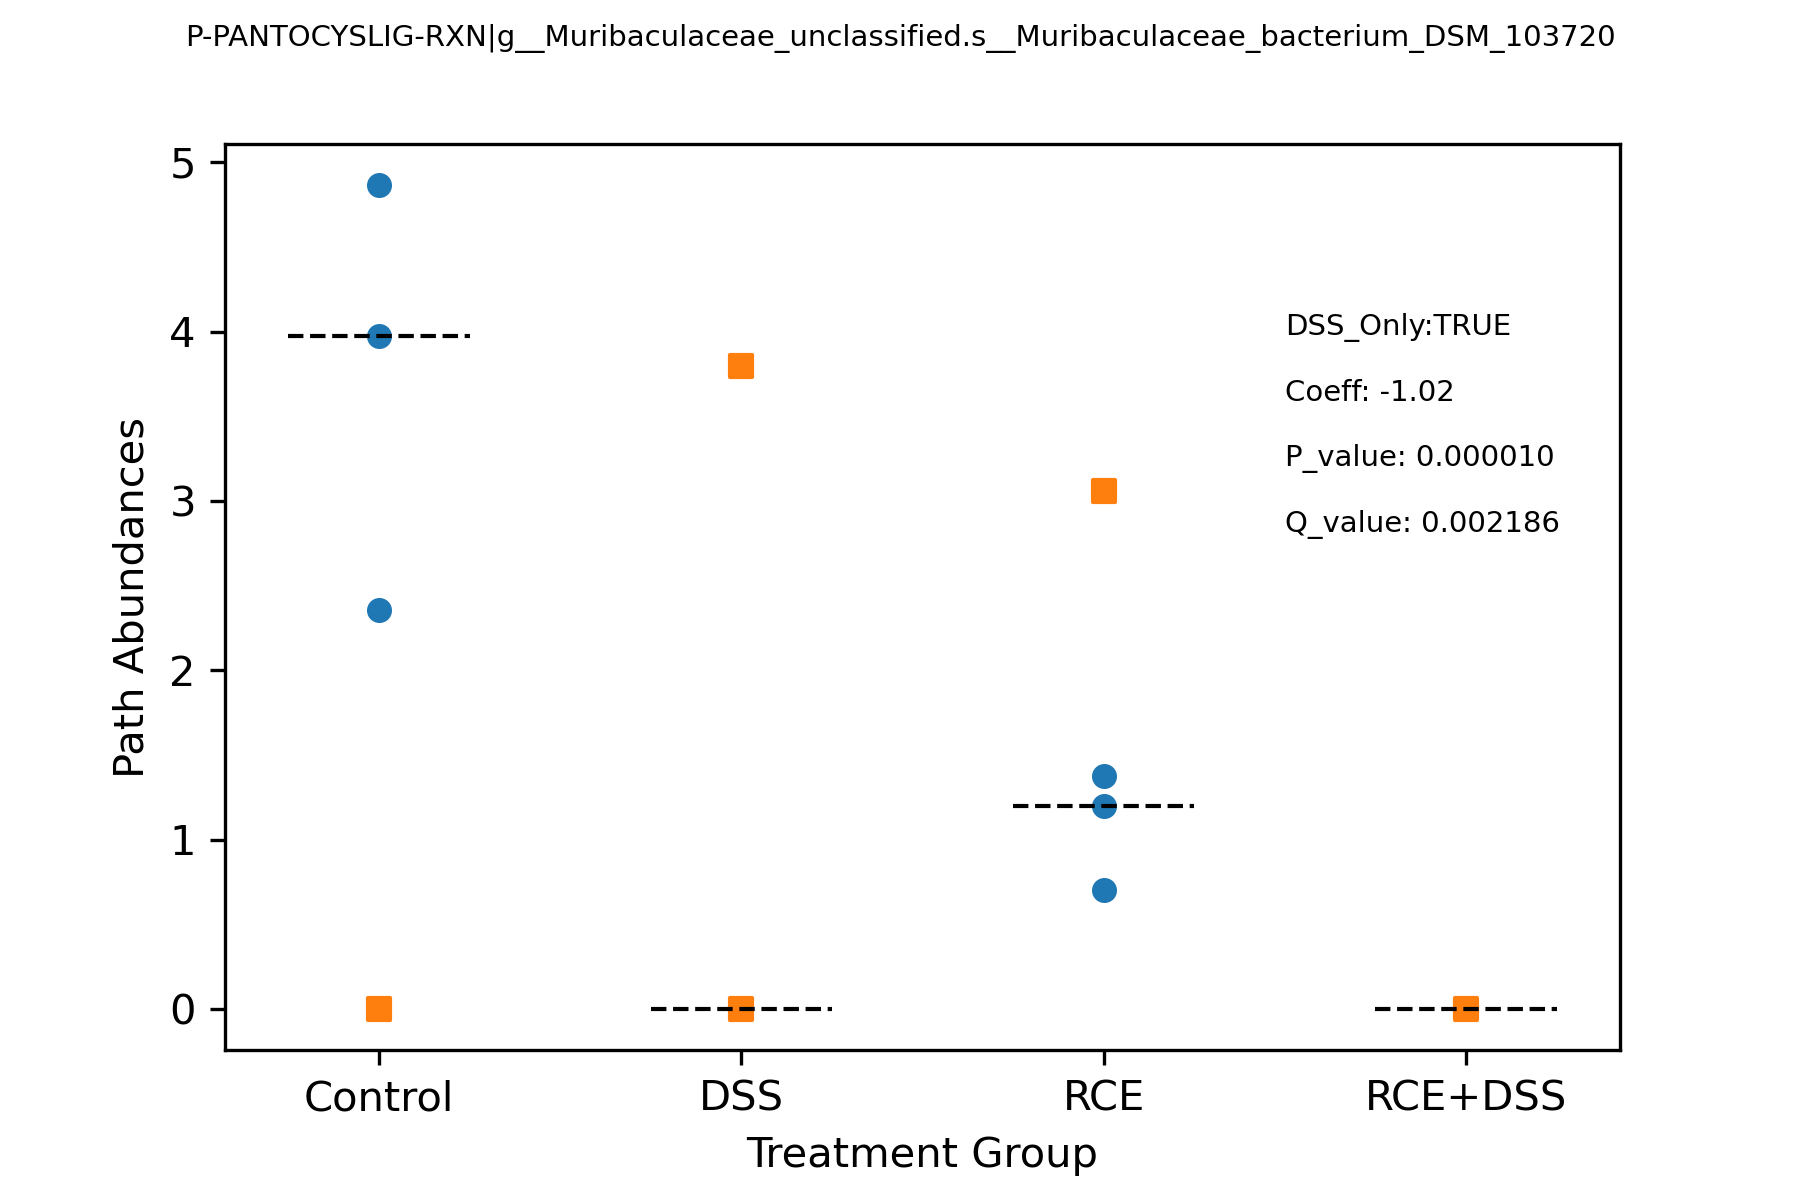 P-PANTOCYSLIG-RXN|g__Muribaculaceae_unclassified.s__Muribaculaceae_bacterium_DSM_103720
5
4
3
2
1
0
Path Abundances
DSS_Only:TRUE
Coeff: -1.02
P_value: 0.000010
Q_value: 0.002186
Control DSS RCE RCE+DSS
Treatment Group